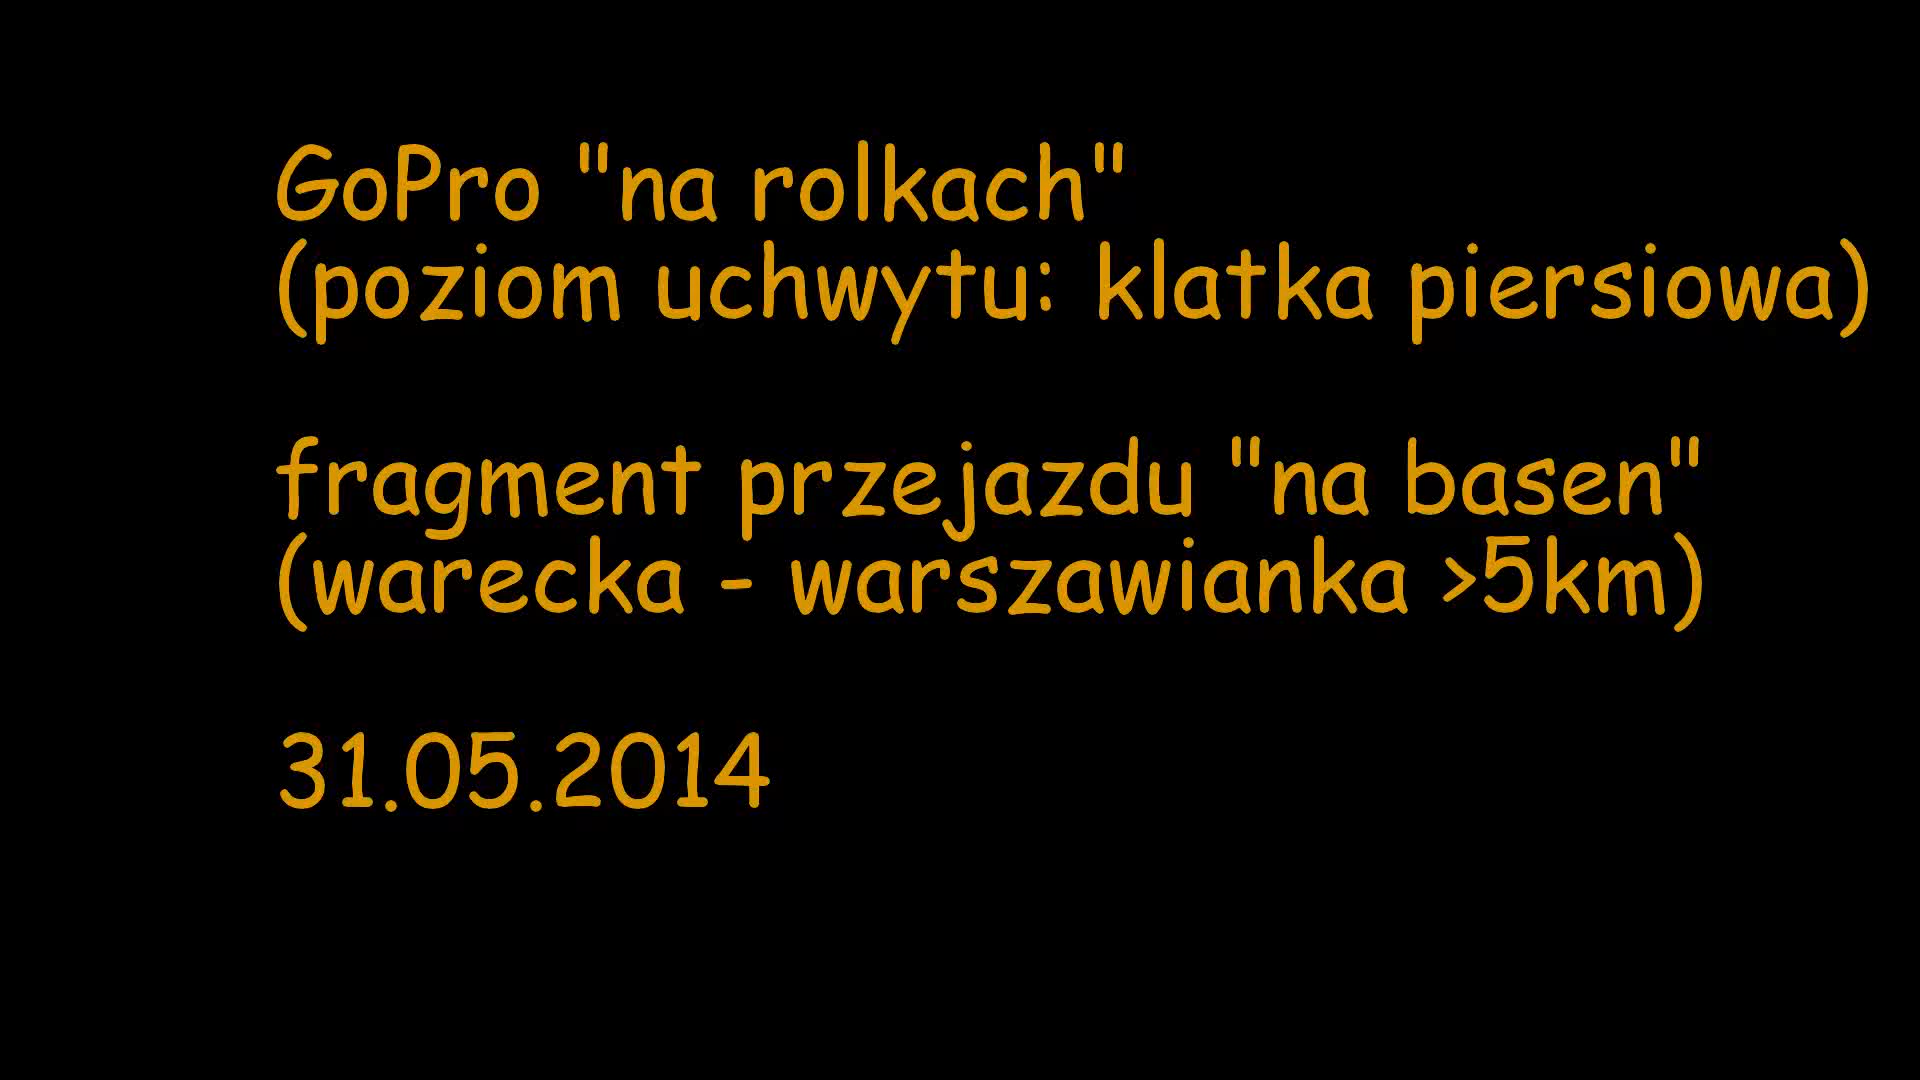 GoPro "na rolkach"
(poziom uchwytu: klatka piersiowa)
fragment przejazdu "na basen"
(warecka - warszawianka >5km)
31.05.2014